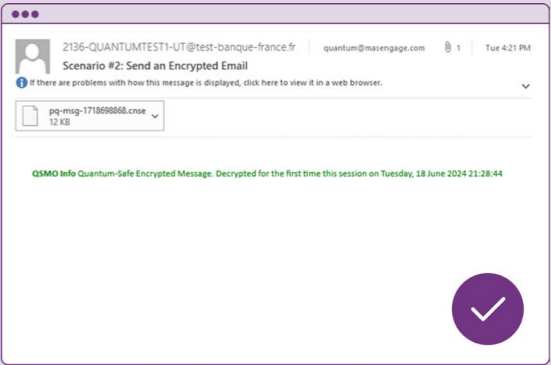 2136-QUANTUMTEST1-UT@test-banque-france.fr quantum@masengage.com 1 Tue 4:21 PM
Scenario #2: Send an Encrypted Email
If there are problems with how this message is displayed, click here to view it in a web browser.
pq-msg-1718698868.cnse
12 KB
QSMO Info Quantum-Safe Encrypted Message. Decrypted for the first time this session on Tuesday, 18 June 2024 21:28:44